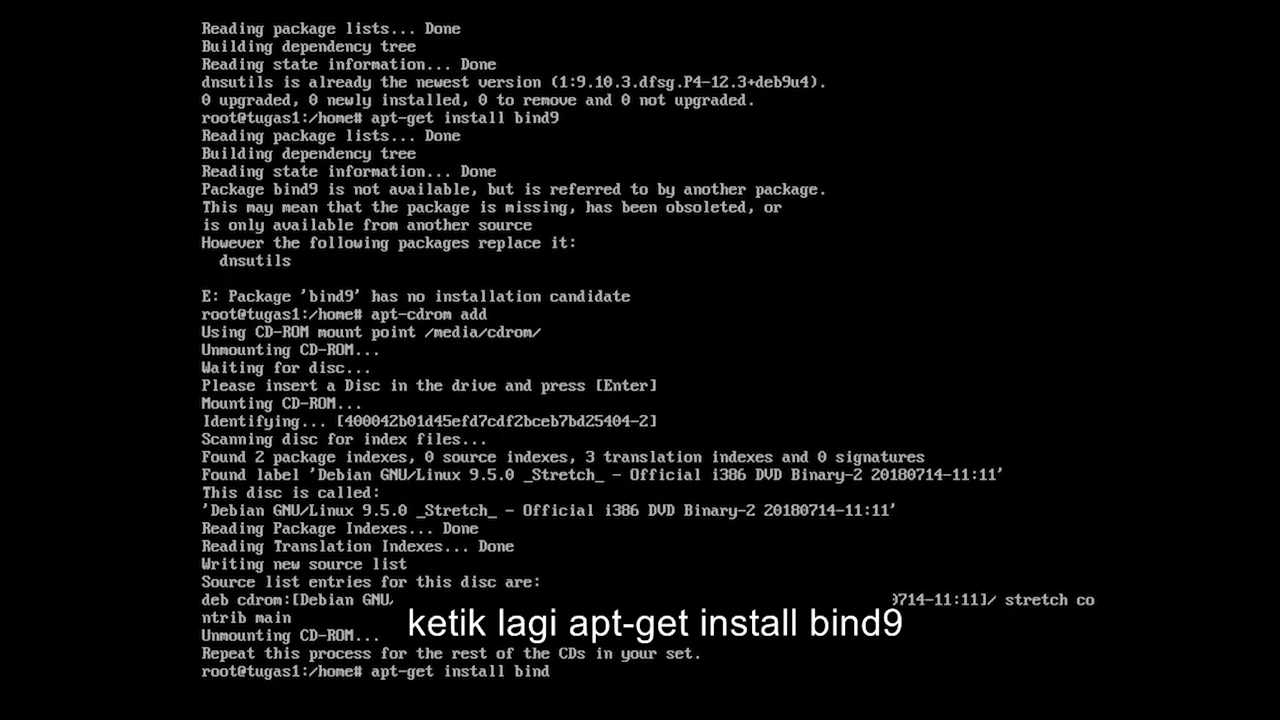 Reading package lists... Done
Building dependency tree
Reading state information... Done
dnsutils is already the newest version (1:9.10.3.dfsg.P4-12.3+deb9u4).
0 upgraded, 0 newly installed, 0 to remove and 0 not upgraded.
root@tugas1:/home# apt-get install bind9
Reading package lists... Done
Building dependency tree
Reading state information... Done
Package bind9 is not available, but is referred to by another package.
This may mean that the package is missing, has been obsoleted, or
is only available from another source
However the following packages replace it:
  dnsutils
E: Package 'bind9' has no installation candidate
root@tugas1:/home# apt-cdrom add
Using CD-ROM mount point /media/cdrom/
Unmounting CD-ROM...
Waiting for disc...
Please insert a Disc in the drive and press [Enter]
Mounting CD-ROM...
Identifying... [400042b01d45efd7cdf2bceb7bd25404-2]
Scanning disc for index files...
Found 2 package indexes, 0 source indexes, 3 translation indexes and 0 signatures
Found label 'Debian GNU/Linux 9.5.0 _Stretch_ - Official i386 DVD Binary-2 20180714-11:11'
This disc is called:
'Debian GNU/Linux 9.5.0 _Stretch_ - Official i386 DVD Binary-2 20180714-11:11'
Reading Package Indexes... Done
Reading Translation Indexes... Done
Writing new source list
Source list entries for this disc are:
deb cdrom:[Debian GNU/ 0714-11:11]/ stretch co
ntrib main
ketik lagi apt-get install bind9
Unmounting CD-ROM...
Repeat this process for the rest of the CDs in your set.
root@tugas1:/home# apt-get install bind